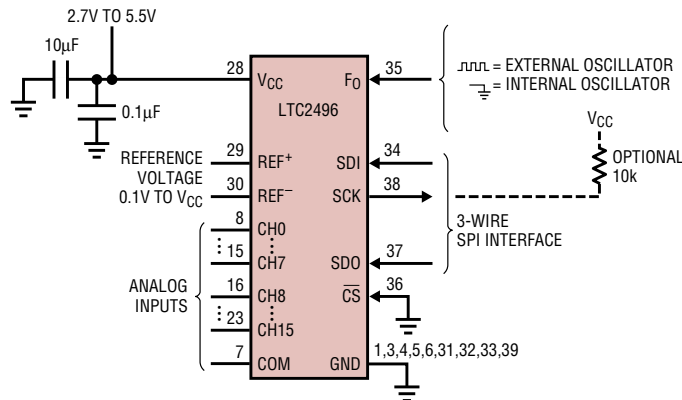 2.7V TO 5.5V
10µF
0.1µF
28
VCC
FO
35
= EXTERNAL OSCILLATOR
= INTERNAL OSCILLATOR
LTC2496
VCC
OPTIONAL
10k
REFERENCE
VOLTAGE
0.1V TO VCC
29
REF+
SDI
34
30
REF–
SCK
38
3-WIRE
SPI INTERFACE
8
CH0
15
CH7
SDO
37
ANALOG
INPUTS
16
CH8
CS
36
23
CH15
7
COM
GND
1,3,4,5,6,31,32,33,39